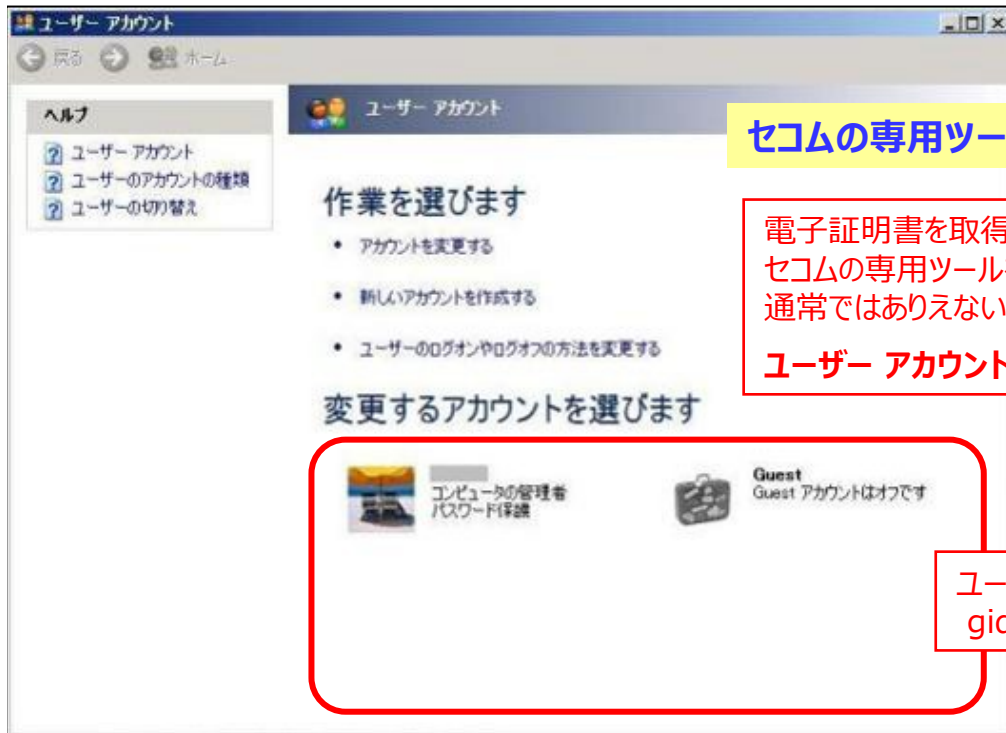 ユーザー アカウント
戻る
ホーム
ヘルプ
ユーザー アカウント
ユーザーのアカウントの種類
ユーザーの切り替え
ユーザー アカウント
作業を選びます
• アカウントを変更する
• 新しいアカウントを作成する
• ユーザーのログオンやログオフの方法を変更する
変更するアカウントを選びます
コンピュータの管理者
パスワード保護
Guest
Guest アカウントはオフです
セコムの専用ツー
電子証明書を取得
セコムの専用ツール
通常ではありえない
ユーザー アカウント
ユー
gic